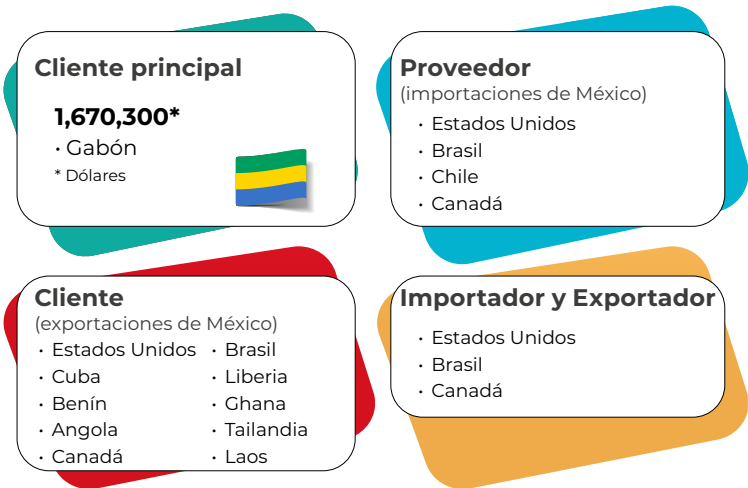 Cliente principal
1,670,300*
· Gabón
* Dólares
Proveedor
(importaciones de México)
· Estados Unidos
· Brasil
· Chile
· Canadá
Cliente
(exportaciones de México)
· Estados Unidos
· Cuba
· Benín
· Angola
· Canadá
· Brasil
· Liberia
· Ghana
· Tailandia
· Laos
Importador y Exportador
· Estados Unidos
· Brasil
· Canadá